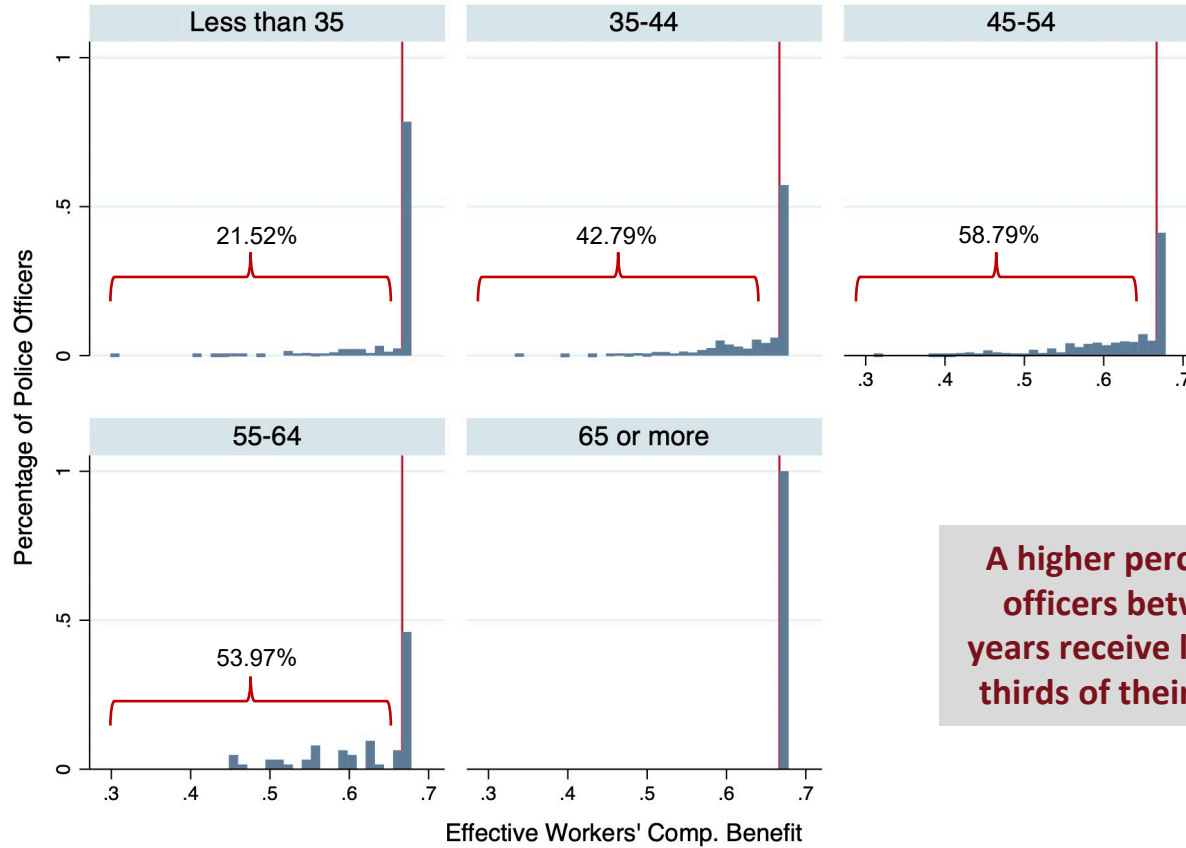 Less than 35
35-44
45-54
1
.5
0
21.52%
42.79%
58.79%
.3 .4 .5 .6 .7
55-64
65 or more
1
.5
0
53.97%
.3 .4 .5 .6 .7
.3 .4 .5 .6 .7
Percentage of Police Officers
Effective Workers' Comp. Benefit
A higher
officers
years receive
thirds of their